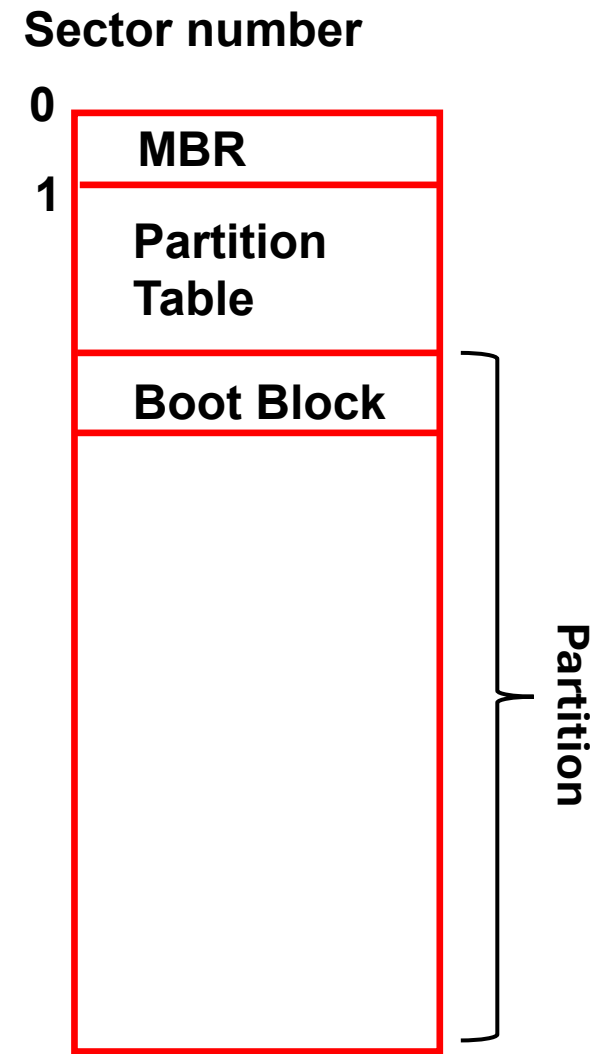 Sector number
0
MBR
1
Partition
Table
Boot Block
Partition